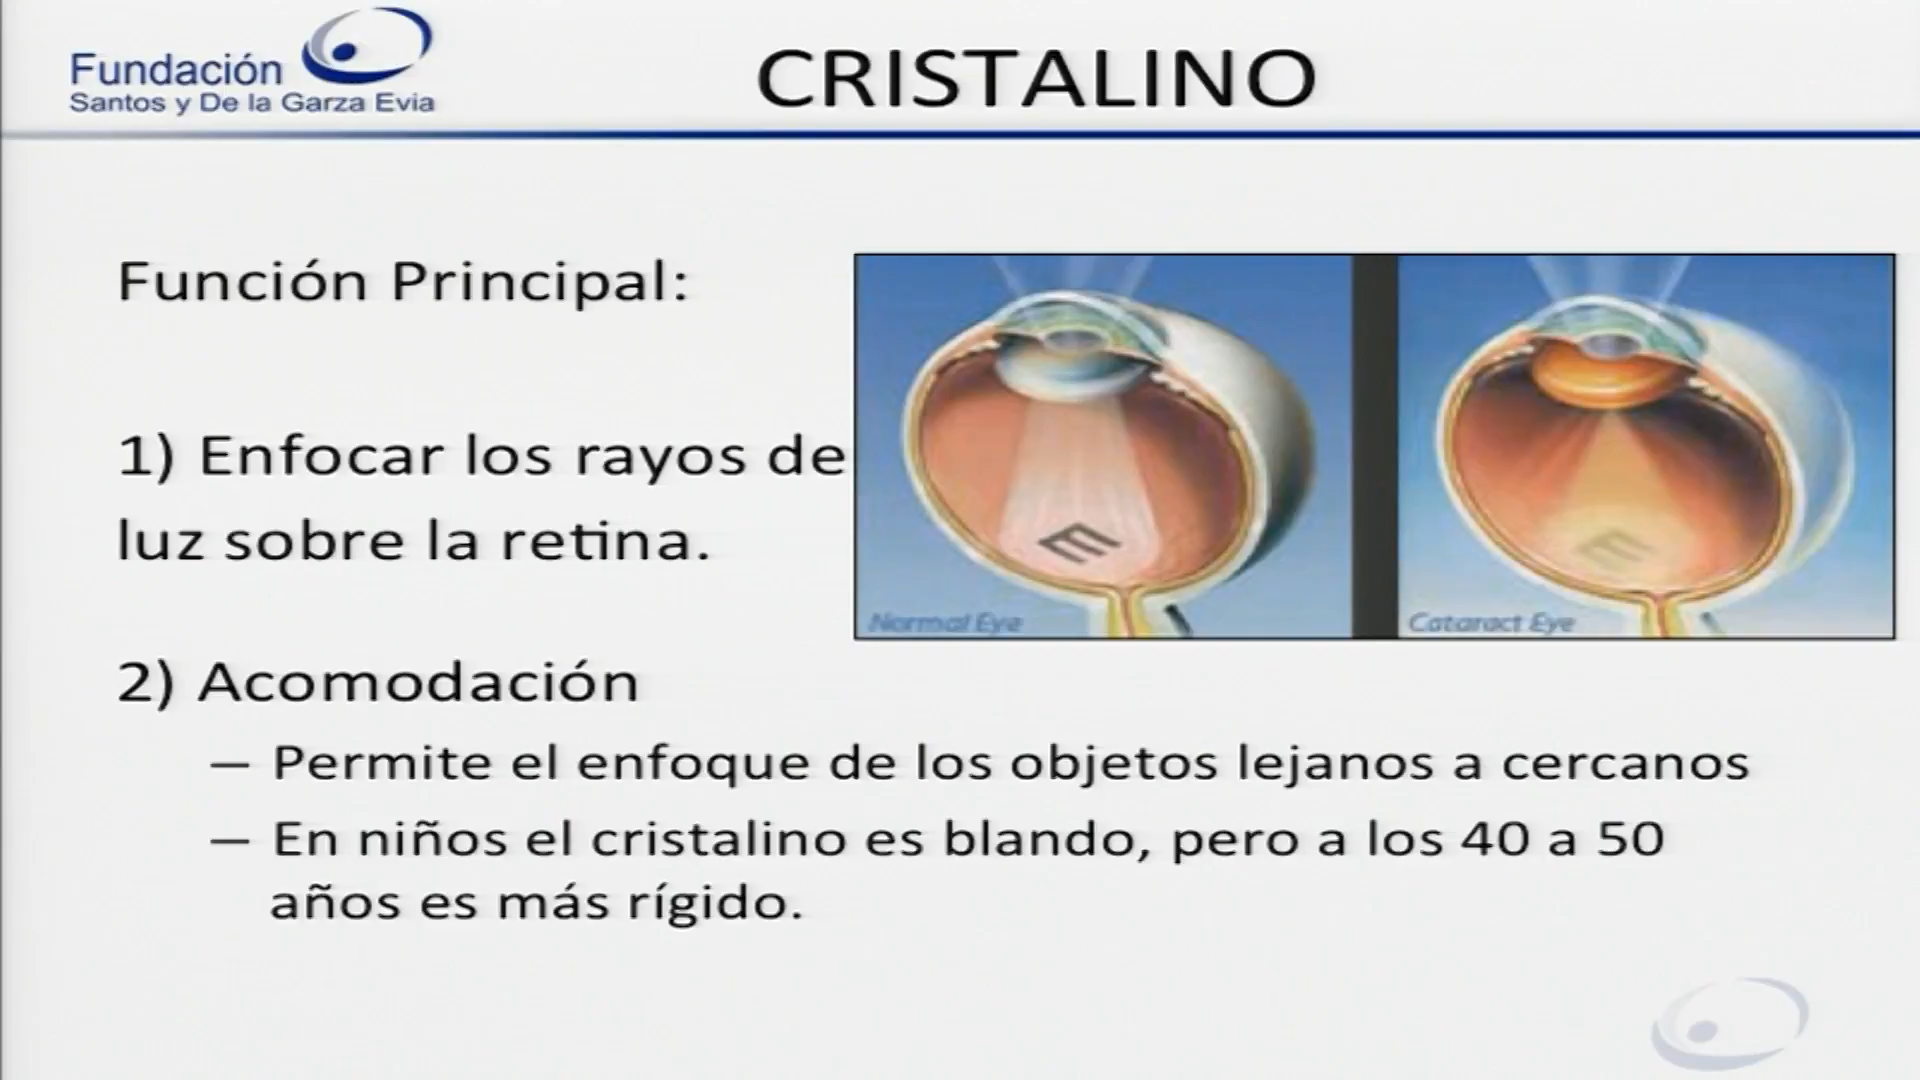 Fundación
Santos y De la Garza Evia
CRISTALINO
Función Principal:
1) Enfocar los rayos de
luz sobre la retina.
E
E
Normal Eye
Cataract Eye
2) Acomodación
– Permite el enfoque de los objetos lejanos a cercanos
– En niños el cristalino es blando, pero a los 40 a 50
años es más rígido.